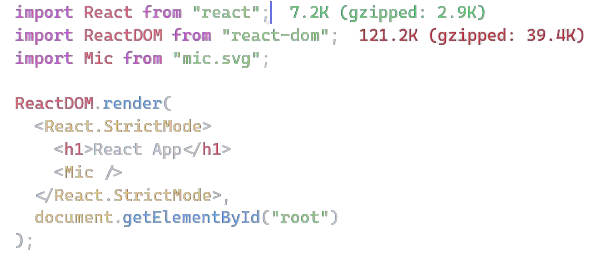 import React from "react"; 7.2K (gzipped: 2.9K)
import ReactDOM from "react-dom"; 121.2K (gzipped: 39.4K)
import Mic from "mic.svg";
ReactDOM.render(
<React.StrictMode>
<h1>React App</h1>
<Mic />
</React.StrictMode>,
document.getElementById("root")
);